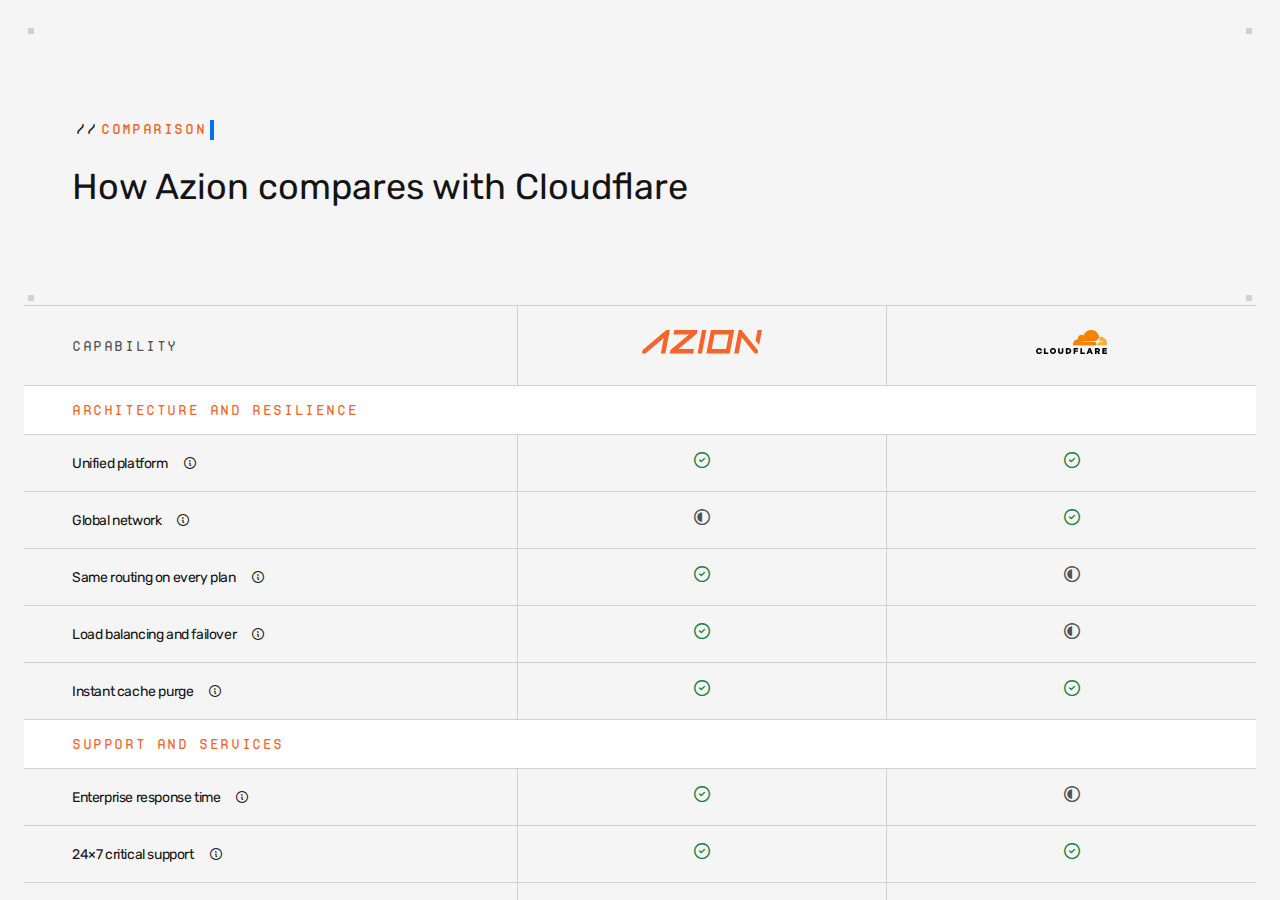 // COMPARISON
How Azion compares with Cloudflare
CAPABILITY
AZION
CLOUDFLARE
ARCHITECTURE AND RESILIENCE
Unified platform
Global network
Same routing on every plan
Load balancing and failover
Instant cache purge
SUPPORT AND SERVICES
Enterprise response time
24×7 critical support